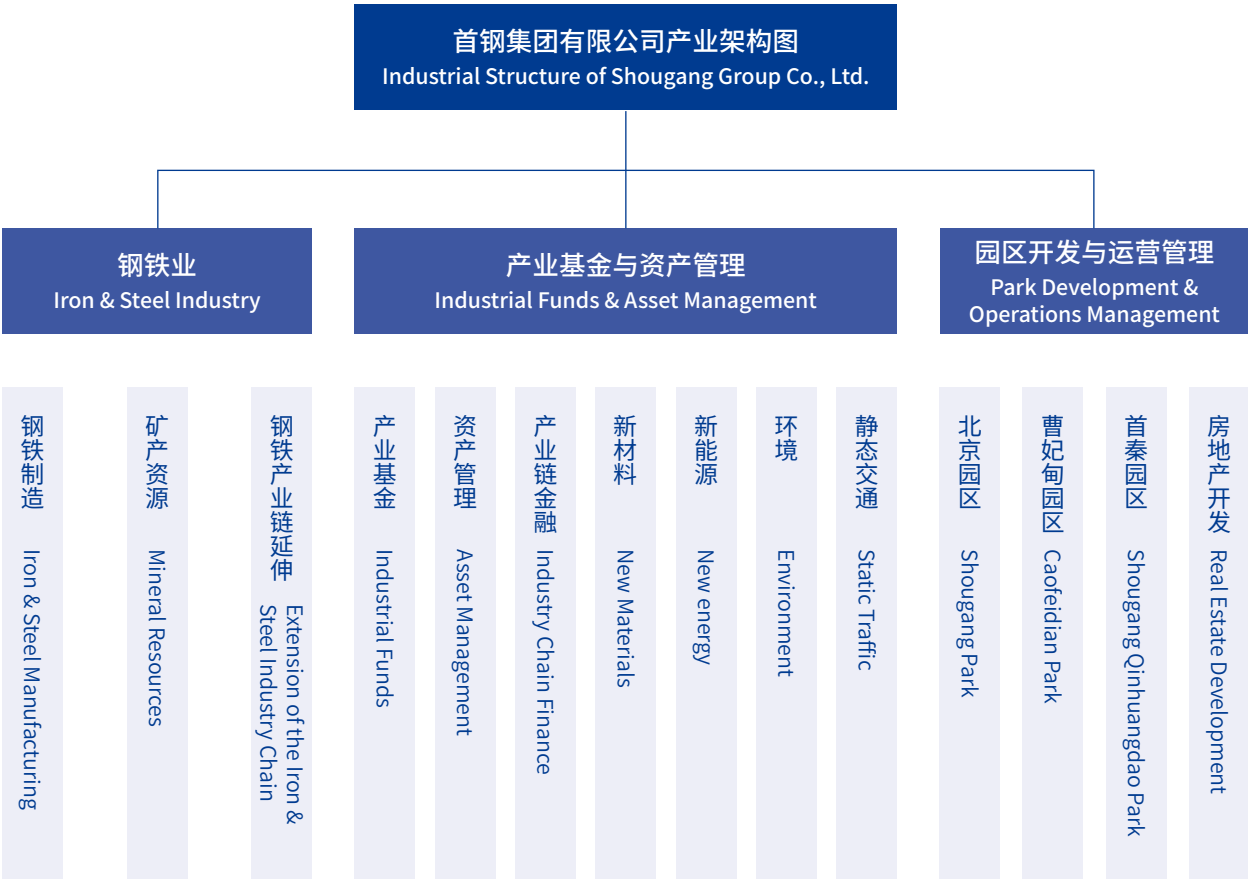 首钢集团有限公司产业架构图
Industrial Structure of Shougang Group Co., Ltd.
钢铁业
Iron & Steel Industry
产业基金与资产管理
Industrial Funds & Asset Management
园区开发与运营管理
Park Development &
Operations Management
钢铁制造
Iron & Steel Manufacturing
矿产资源
Mineral Resources
钢铁产业链延伸
Extension of the Iron &
Steel Industry Chain
产业基金
Industrial Funds
资产管理
Asset Management
产业链金融
Industry Chain Finance
新材料
New Materials
新能源
New energy
环境
Environment
静态交通
Static Traffic
北京园区
Shougang Park
曹妃甸园区
Caofeidian Park
首秦园区
Shougang Qinhuangdao Park
房地产开发
Real Estate Development